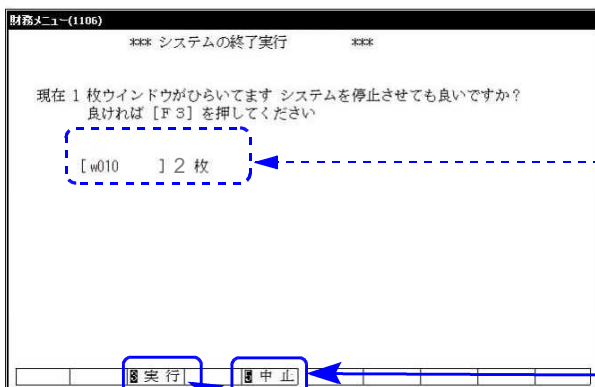 財務メニュー(1106)
*** システムの終了実行 ***
現在 1 枚ウインドウがひらいてます システムを停止させても良いですか?
良ければ [F3] を押してください
[w010 ] 2 枚
3 実行 5 中止